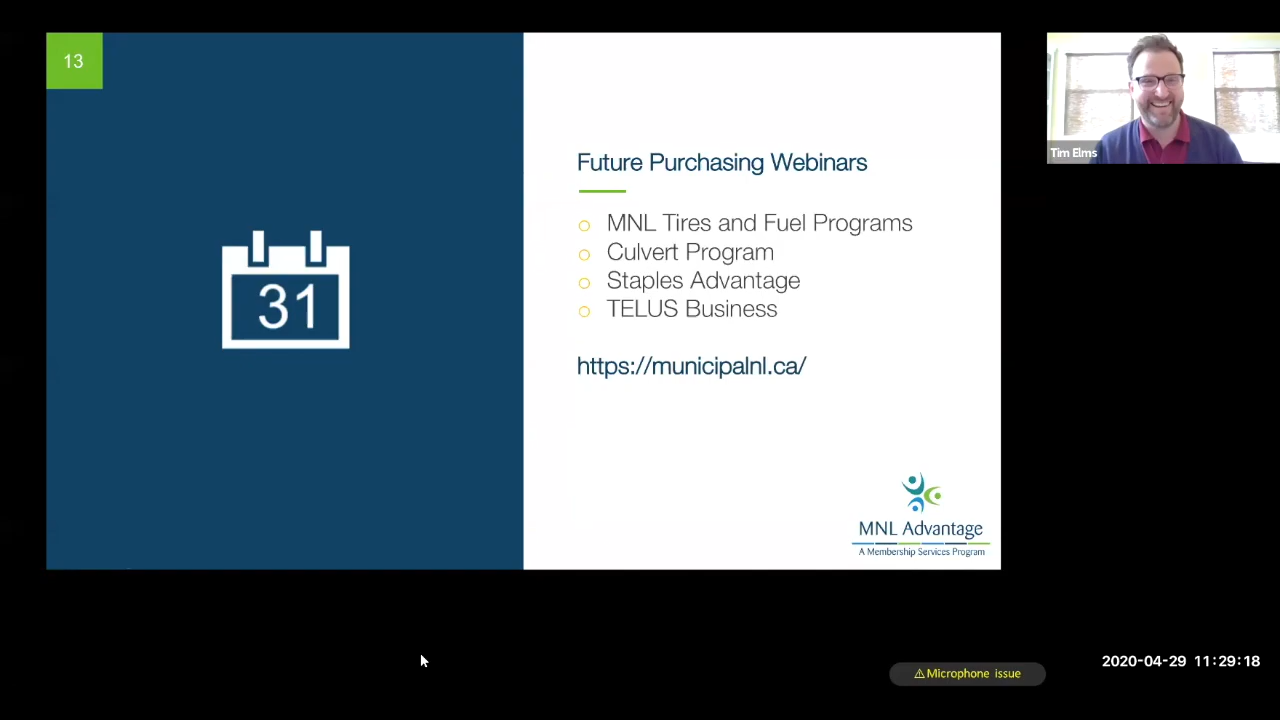 13
Tim Elms
Future Purchasing Webinars
MNL Tires and Fuel Programs
Culvert Program
Staples Advantage
TELUS Business
31
https://municipalnl.ca/
MNL Advantage
A Membership Services Program
2020-04-29 11:29:18
Microphone issue